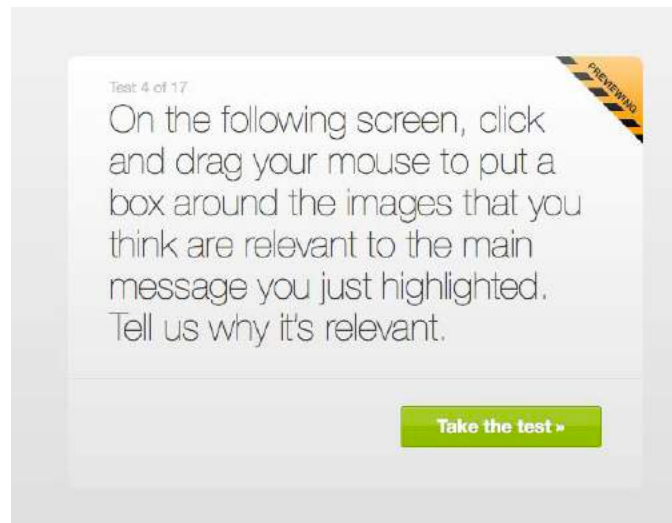 Test 4 of 17
PREVIEWING
On the following screen, click
and drag your mouse to put a
box around the images that you
think are relevant to the main
message you just highlighted.
Tell us why it's relevant.
Take the test »